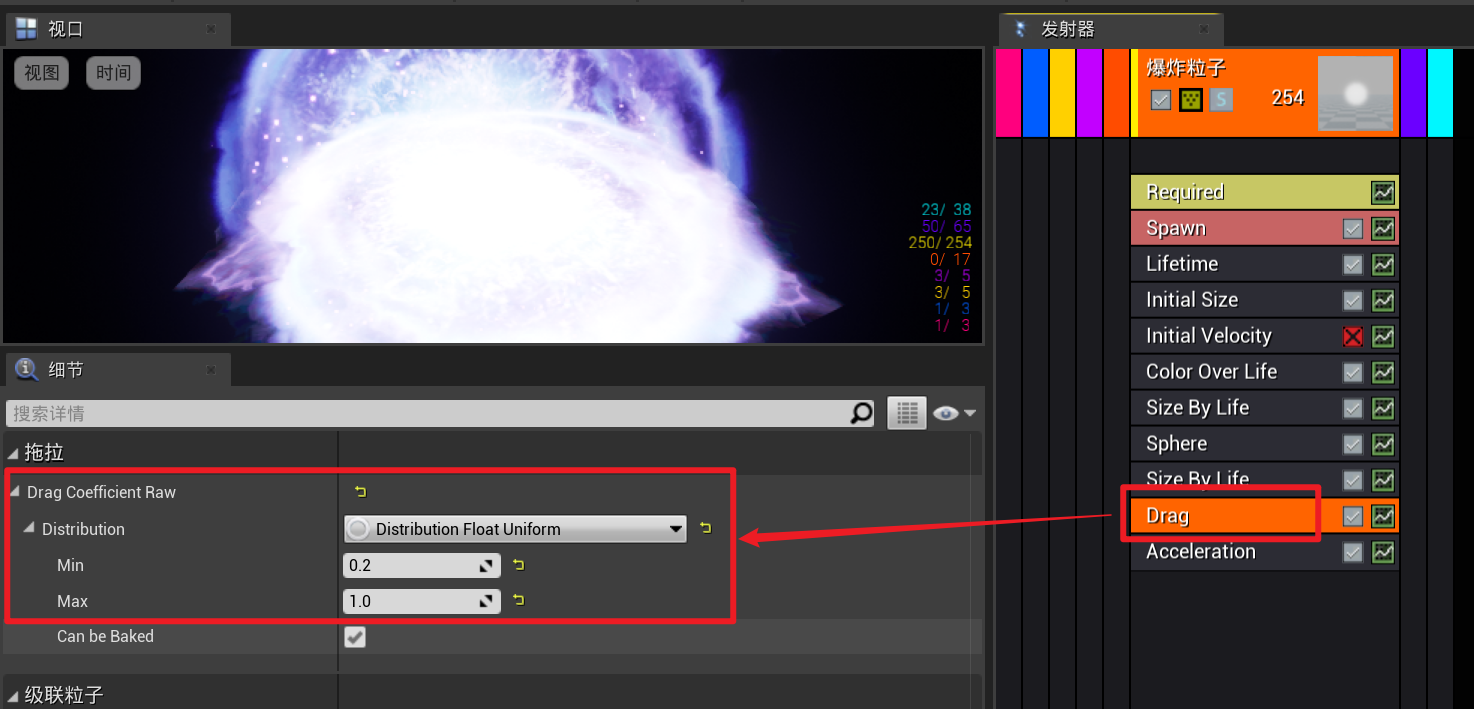 视口
视图
时间
23/ 38
50/ 65
250/ 254
0/ 17
3/ 5
3/ 5
1/ 3
1/ 3
细节
搜索详情
拖拉
Drag Coefficient Raw
Distribution
Distribution Float Uniform
Min
0.2
Max
1.0
Can be Baked
级联粒子
发射器
爆炸粒子
S
254
Required
Spawn
Lifetime
Initial Size
Initial Velocity
Color Over Life
Size By Life
Sphere
Size By Life
Drag
Acceleration